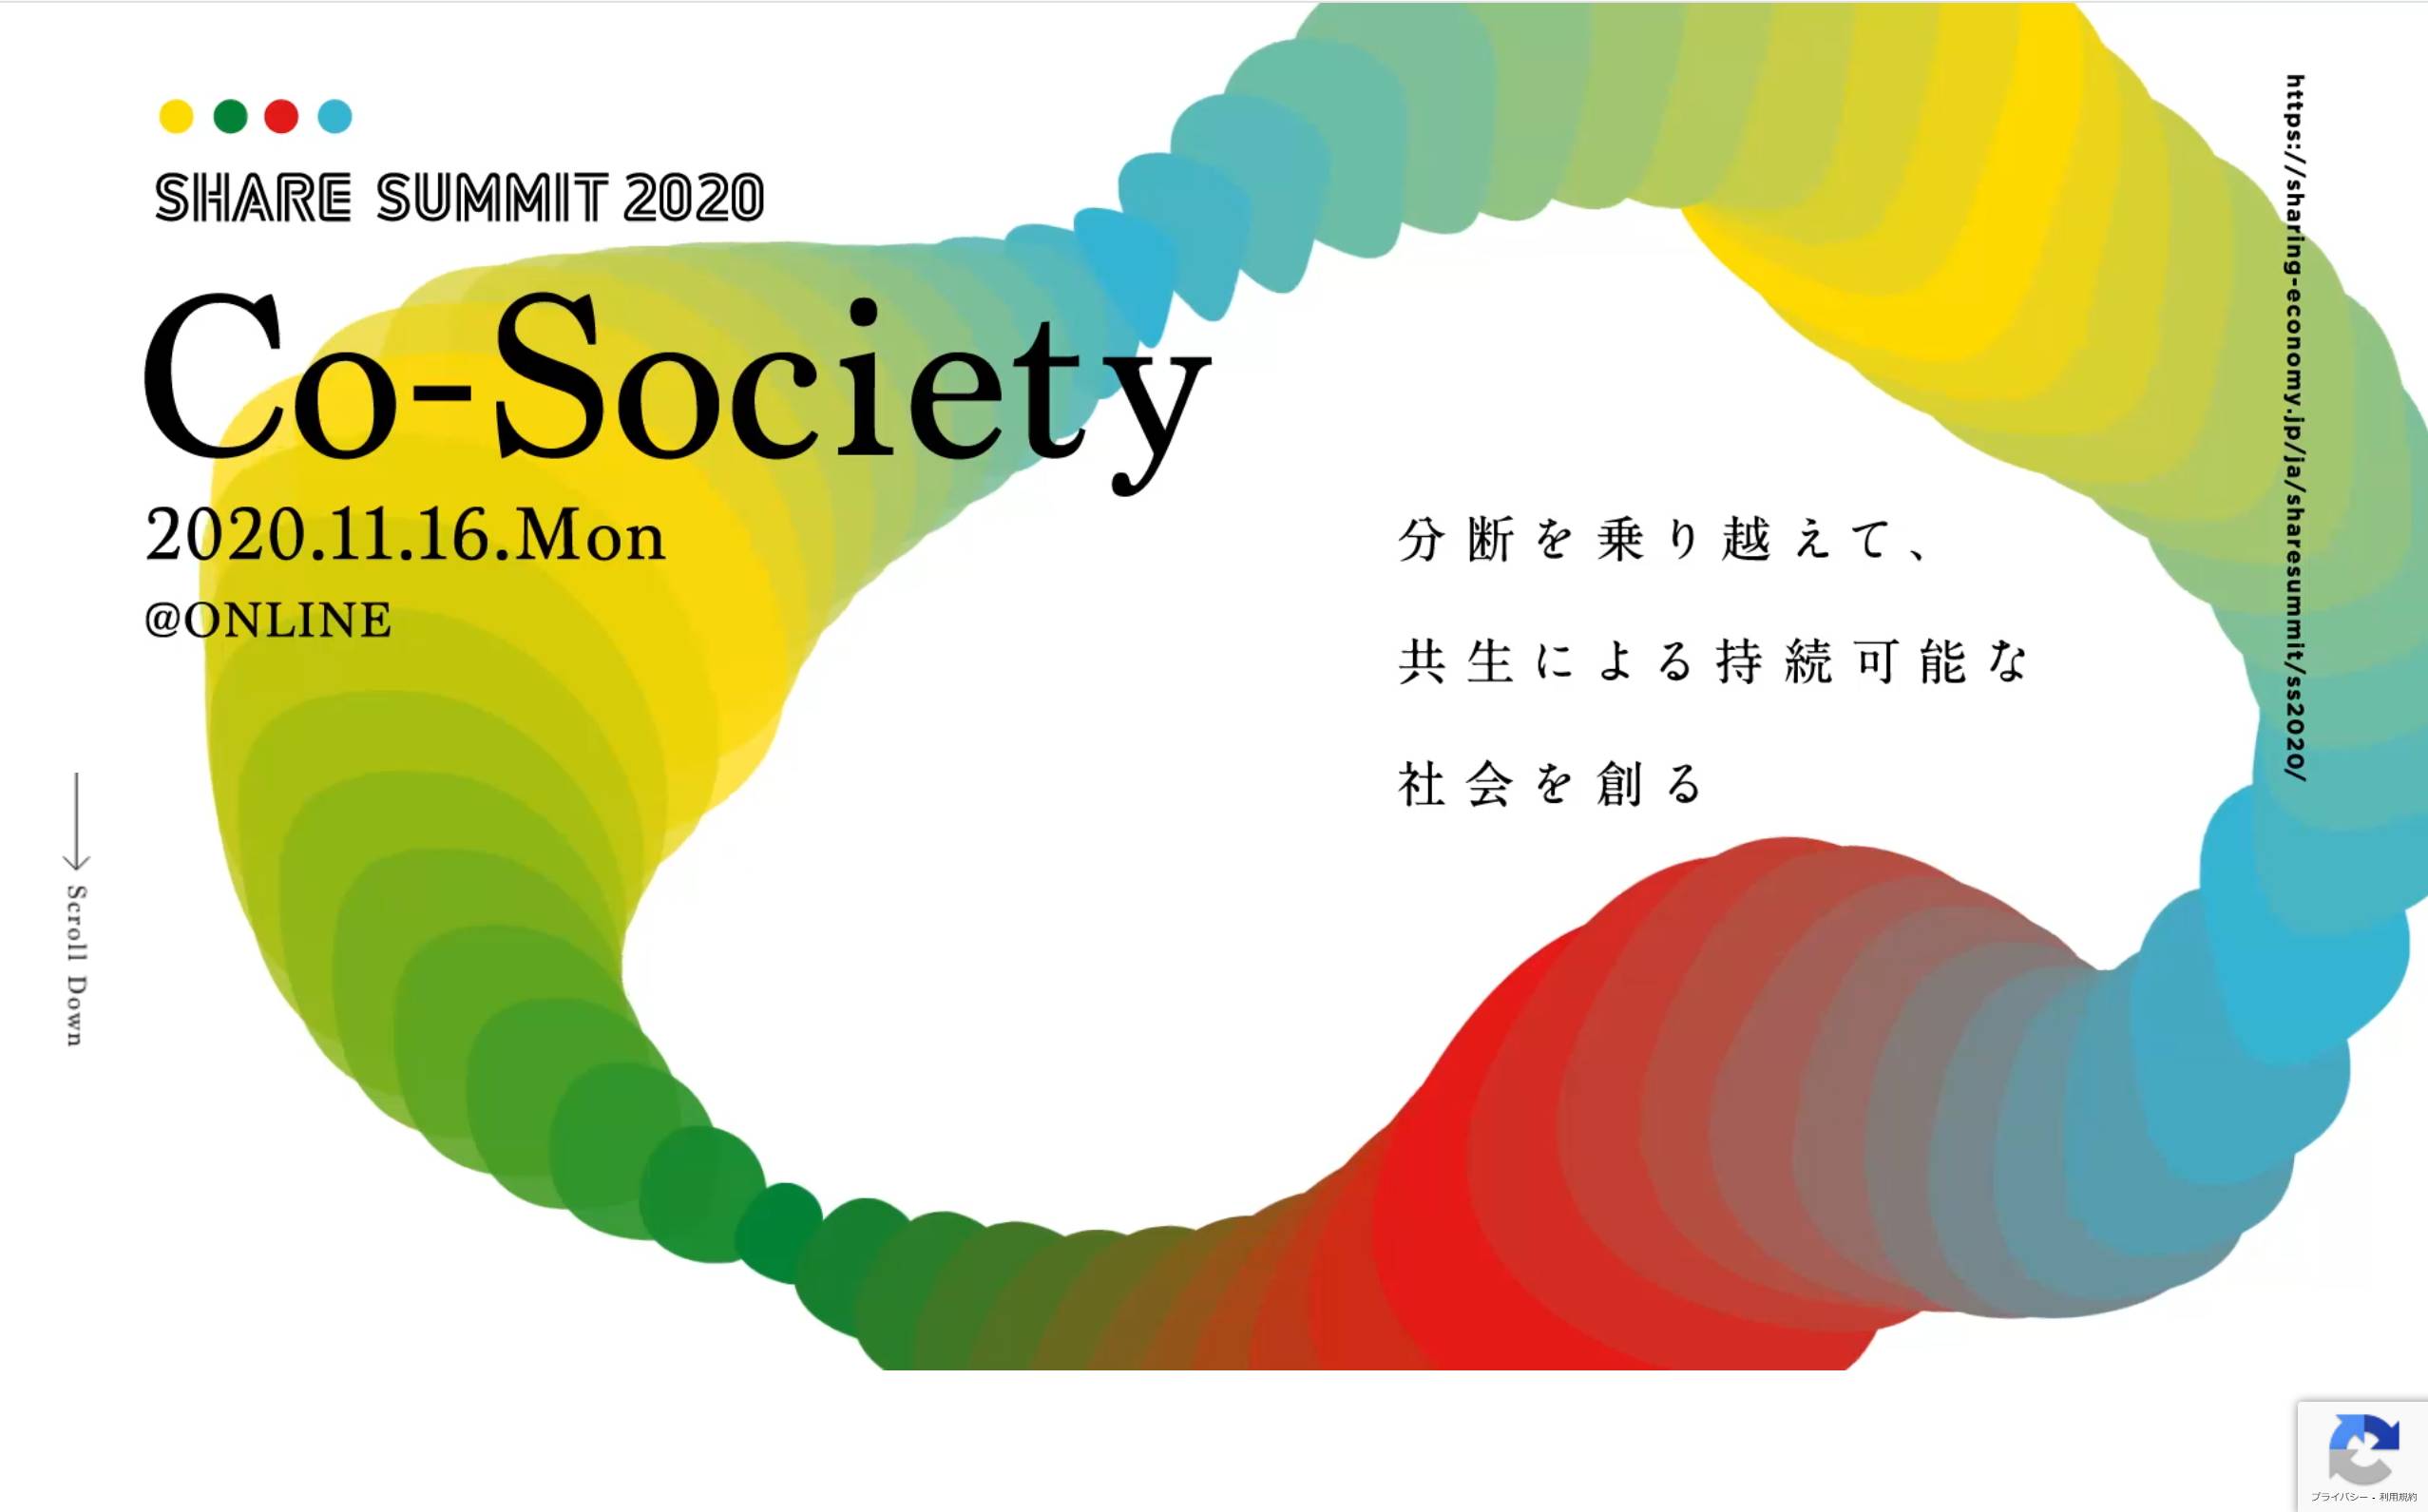 SHARE SUMMIT 2020
Co-Society
2020.11.16.Mon
@ONLINE
分断を乗り越えて、
共生による持続可能な
社会を創る
https://sharing-economy.jp/ja/sharesummit/ss2020/
Scroll Down
プライバシー - 利用規約